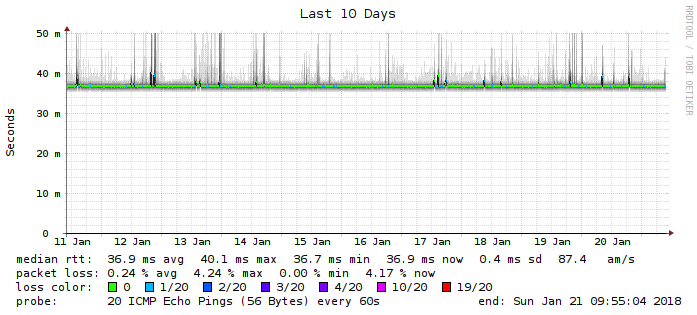 Last 10 Days
RRDTOOL / TOBI OETIKER
Seconds
50 m
40 m
30 m
20 m
10 m
0
11 Jan 12 Jan 13 Jan 14 Jan 15 Jan 16 Jan 17 Jan 18 Jan 19 Jan 20 Jan
median rtt: 36.9 ms avg 40.1 ms max 36.7 ms min 36.9 ms now 0.4 ms sd 87.4 am/s
packet loss: 0.24 % avg 4.24 % max 0.00 % min 4.17 % now
loss color: 0 1/20 2/20 3/20 4/20 10/20 19/20
probe: 20 ICMP Echo Pings (56 Bytes) every 60s end: Sun Jan 21 09:55:04 2018